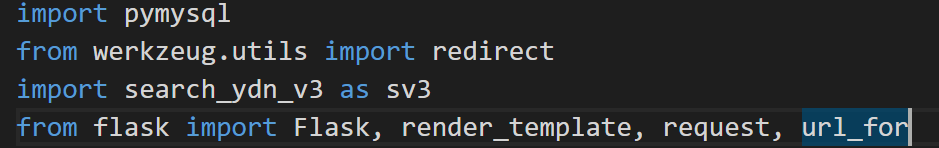 import pymysql
from werkzeug.utils import redirect
import search_ydn_v3 as sv3
from flask import Flask, render_template, request, url_for